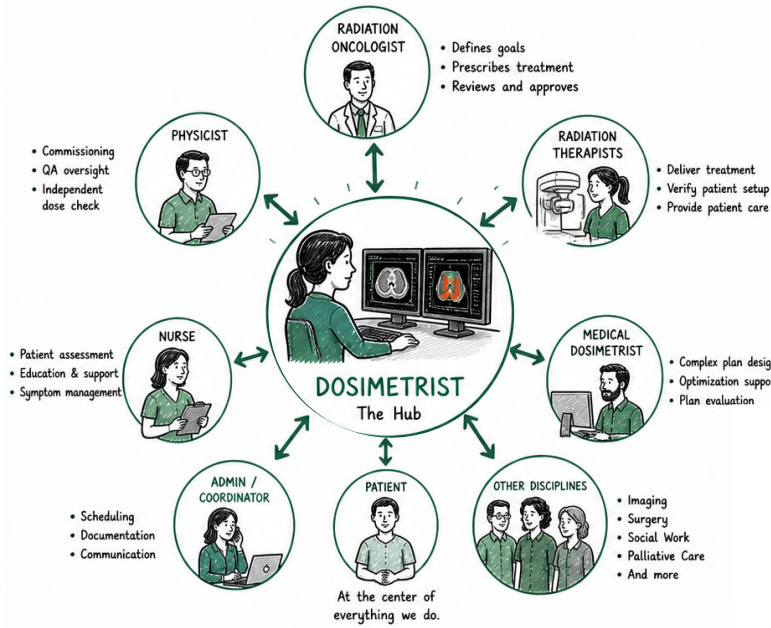 RADIATION
ONCOLOGIST
• Defines goals
• Prescribes treatment
• Reviews and approves
PHYSICIST
• Commissioning
• QA oversight
• Independent
dose check
RADIATION
THERAPISTS
• Deliver treatment
• Verify patient setup
• Provide patient care
DOSIMETRIST
The Hub
NURSE
• Patient assessment
• Education & support
• Symptom management
MEDICAL
DOSIMETRIST
• Complex plan desig
• Optimization suppo
• Plan evaluation
ADMIN /
COORDINATOR
• Scheduling
• Documentation
• Communication
PATIENT
At the center of
everything we do.
OTHER DISCIPLINES
• Imaging
• Surgery
• Social Work
• Palliative Care
• And more